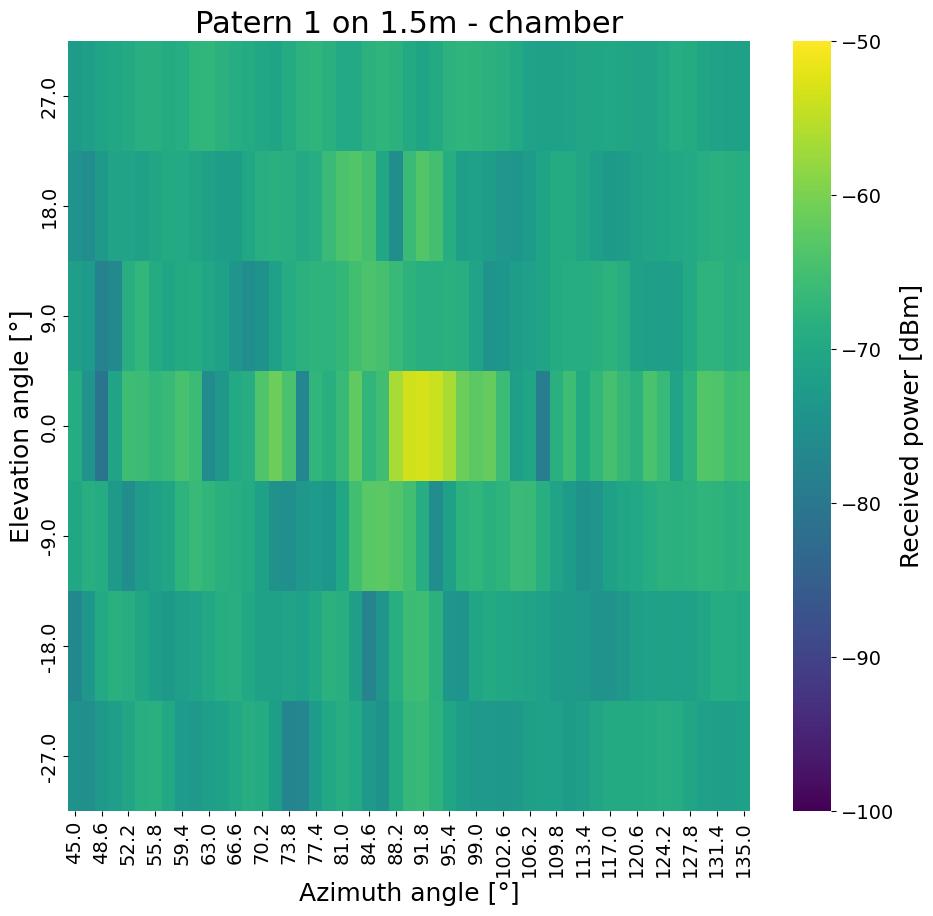 Patern 1 on 1.5m - chamber
Elevation angle [°]
27.0
18.0
9.0
0.0
-9.0
-18.0
-27.0
45.0 48.6 52.2 55.8 59.4 63.0 66.6 70.2 73.8 77.4 81.0 84.6 88.2 91.8 95.4 99.0 102.6 106.2 109.8 113.4 117.0 120.6 124.2 127.8 131.4 135.0
Azimuth angle [°]
−50
−60
−70
−80
−90
−100
Received power [dBm]